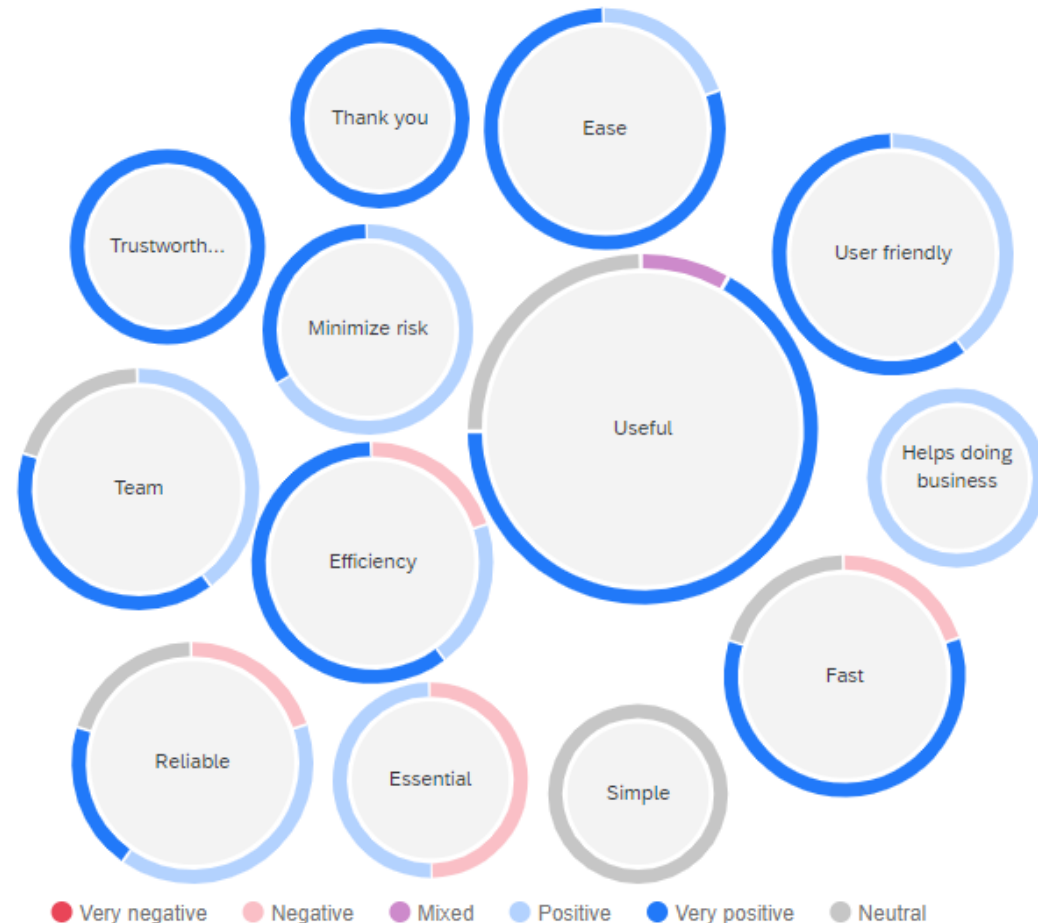 Thank you
Ease
Trustworth...
User friendly
Minimize risk
Useful
Helps doing
business
Team
Efficiency
Fast
Reliable
Essential
Simple
Very negative
Negative
Mixed
Positive
Very positive
Neutral